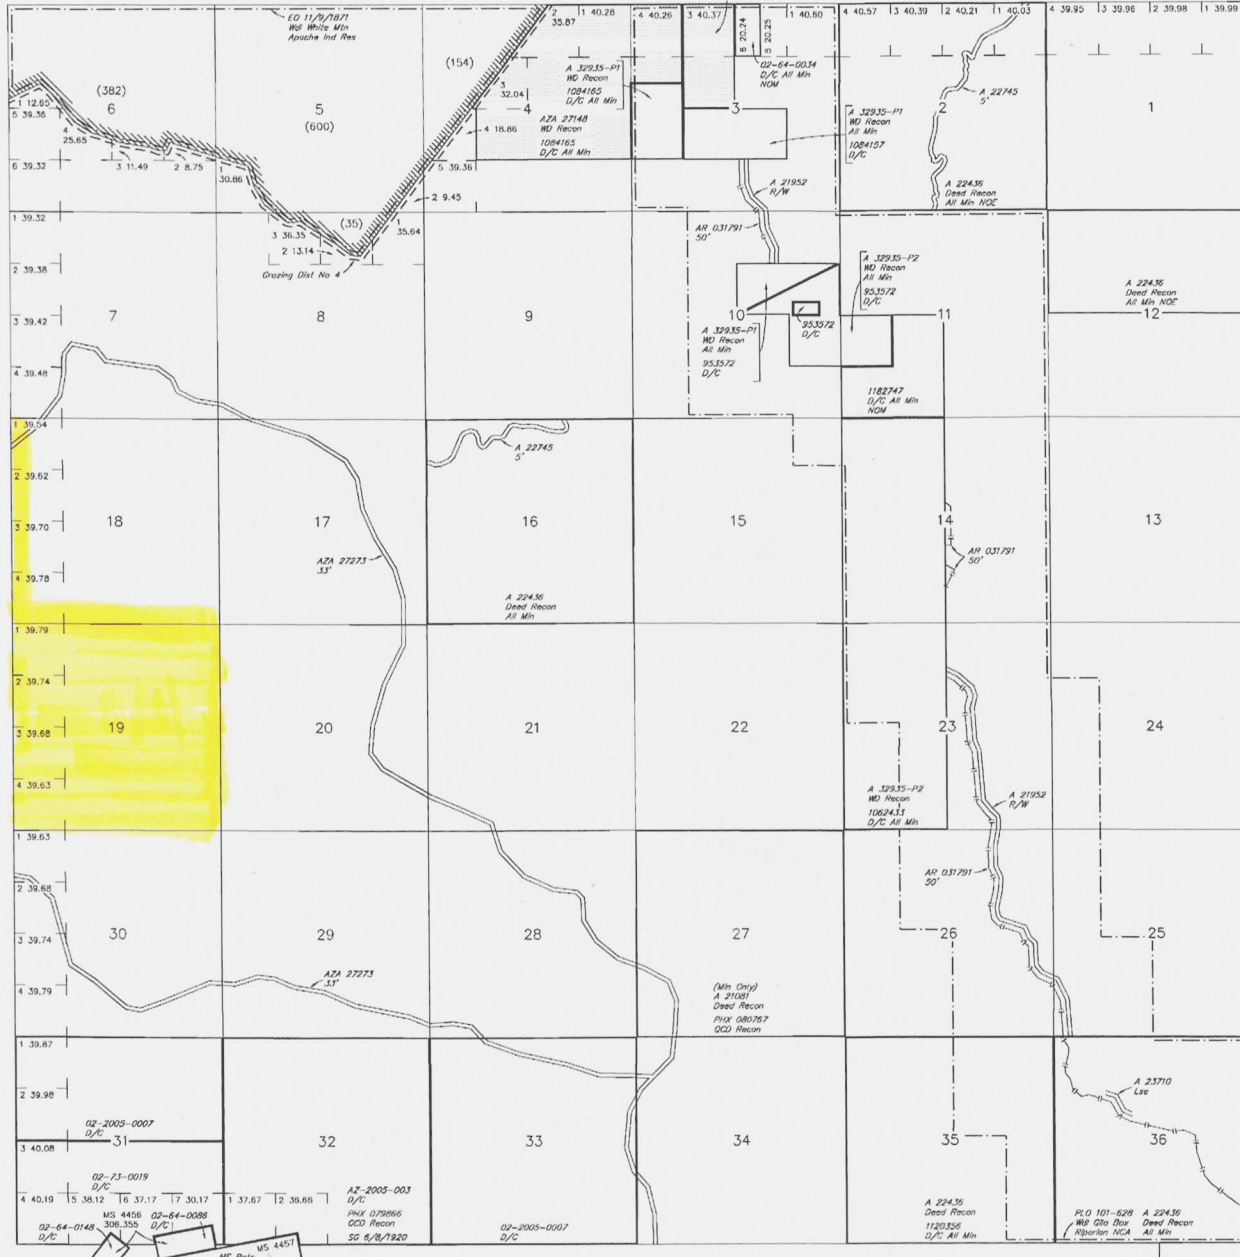 EO 11/9/1871
Wdl White Mtn
Apache Ind Res
2 35.87
1 40.28
4 40.26
3 40.37
6 20.24
5 20.25
1 40.60
4 40.57
3 40.39
2 40.21
1 40.03
4 39.95
3 39.96
2 39.98
1 39.99
02-64-0034
D/C All Min
NOM
(382)
6
5
(600)
(154)
3 32.04
4
A 32935-P1
WD Recon
1084165
D/C All Min
AZA 27148
WD Recon
1084165
D/C All Min
4 18.86
3
A 32935-P1
WD Recon
All Min
1084157
D/C
2
A 22745
5'
1
1 12.65
5 39.36
4 25.65
6 39.32
3 11.49
2 8.75
1 30.86
5 39.36
2 9.45
A 21952
R/W
A 22436
Deed Recon
All Min NOE
1 39.32
3 36.35
2 13.14
(35)
1 35.64
AR 031791
50'
Grazing Dist No 4
2 39.38
3 39.42
4 39.48
7
8
9
10
A 32935-P1
WD Recon
All Min
953572
D/C
953572
D/C
A 32935-P2
WD Recon
All Min
953572
D/C
11
1182747
D/C All Min
NOM
A 22436
Deed Recon
All Min NOE
12
1 39.54
2 39.62
3 39.70
4 39.78
18
17
AZA 27273
33'
A 22745
5'
16
A 22436
Deed Recon
All Min
15
14
AR 031791
50'
13
1 39.79
2 39.74
3 39.68
4 39.63
19
20
21
22
23
24
A 32935-P2
WD Recon
1062433
D/C All Min
A 21952
R/W
1 39.63
2 39.68
3 39.74
4 39.79
30
29
AZA 27273
33'
28
27
(Min Only)
A 21081
Deed Recon
PHX 080767
QCD Recon
AR 031791
50'
26
25
1 39.87
2 39.98
3 40.08
4 40.19
02-2005-0007
D/C
31
02-73-0019
D/C
5 38.12
6 37.17
7 30.17
1 37.67
2 36.66
MS 4456
306.355
02-64-0148
D/C
02-64-0086
D/C
MS 4457
32
AZ-2005-003
D/C
PHX 079866
QCD Recon
SG 6/8/1920
33
02-2005-0007
D/C
34
35
A 22436
Deed Recon
1120356
D/C All Min
A 23710
Lse
36
PLO 101-628
Wdl Gila Box
Riparian NCA
A 22436
Deed Recon
All Min